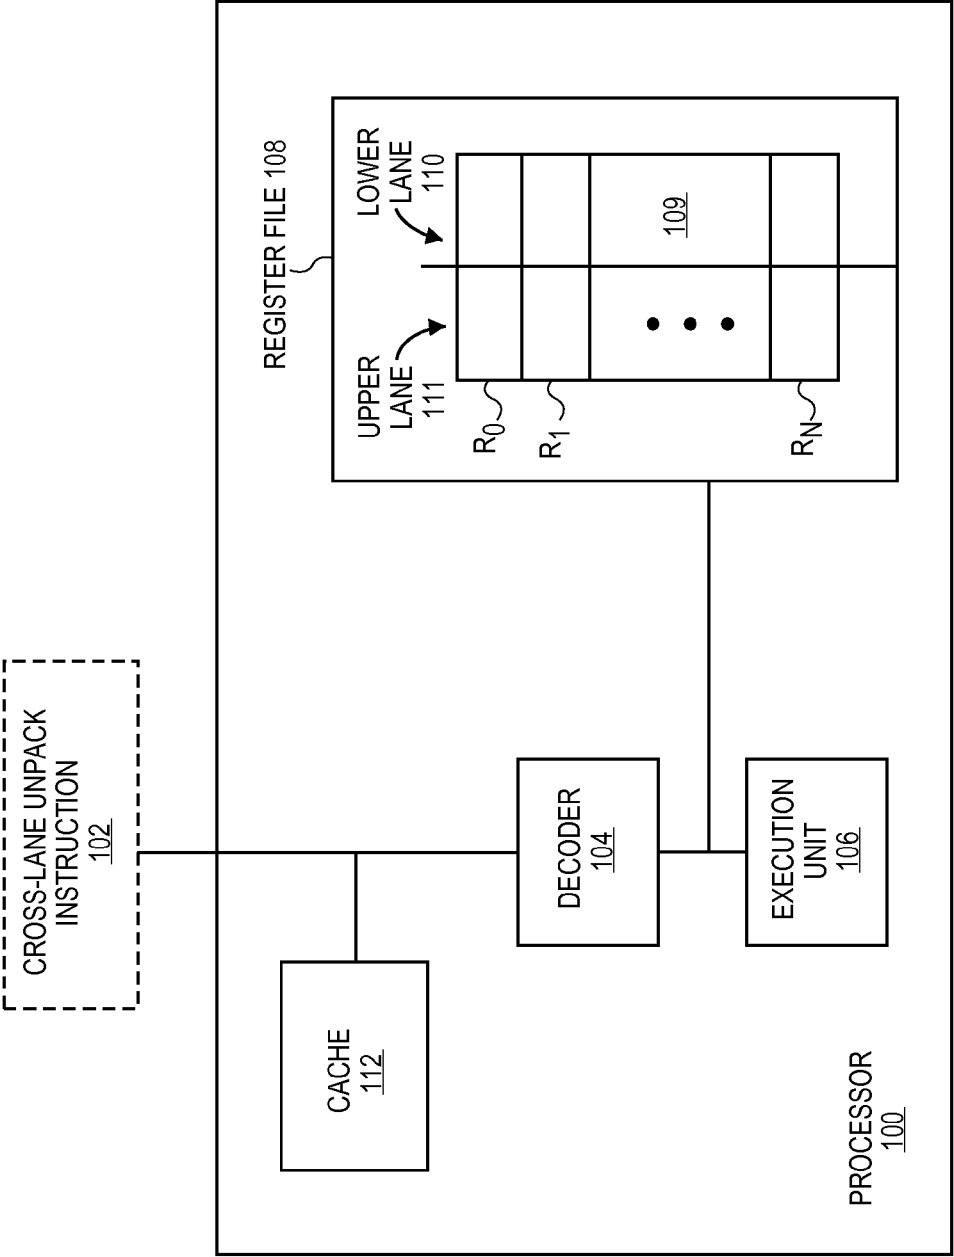 CROSS-LANE UNPACK
INSTRUCTION
102
CACHE
112
DECODER
104
EXECUTION
UNIT
106
PROCESSOR
100
REGISTER FILE 108
UPPER
LANE
111
LOWER
LANE
110
R0
R1
RN
109